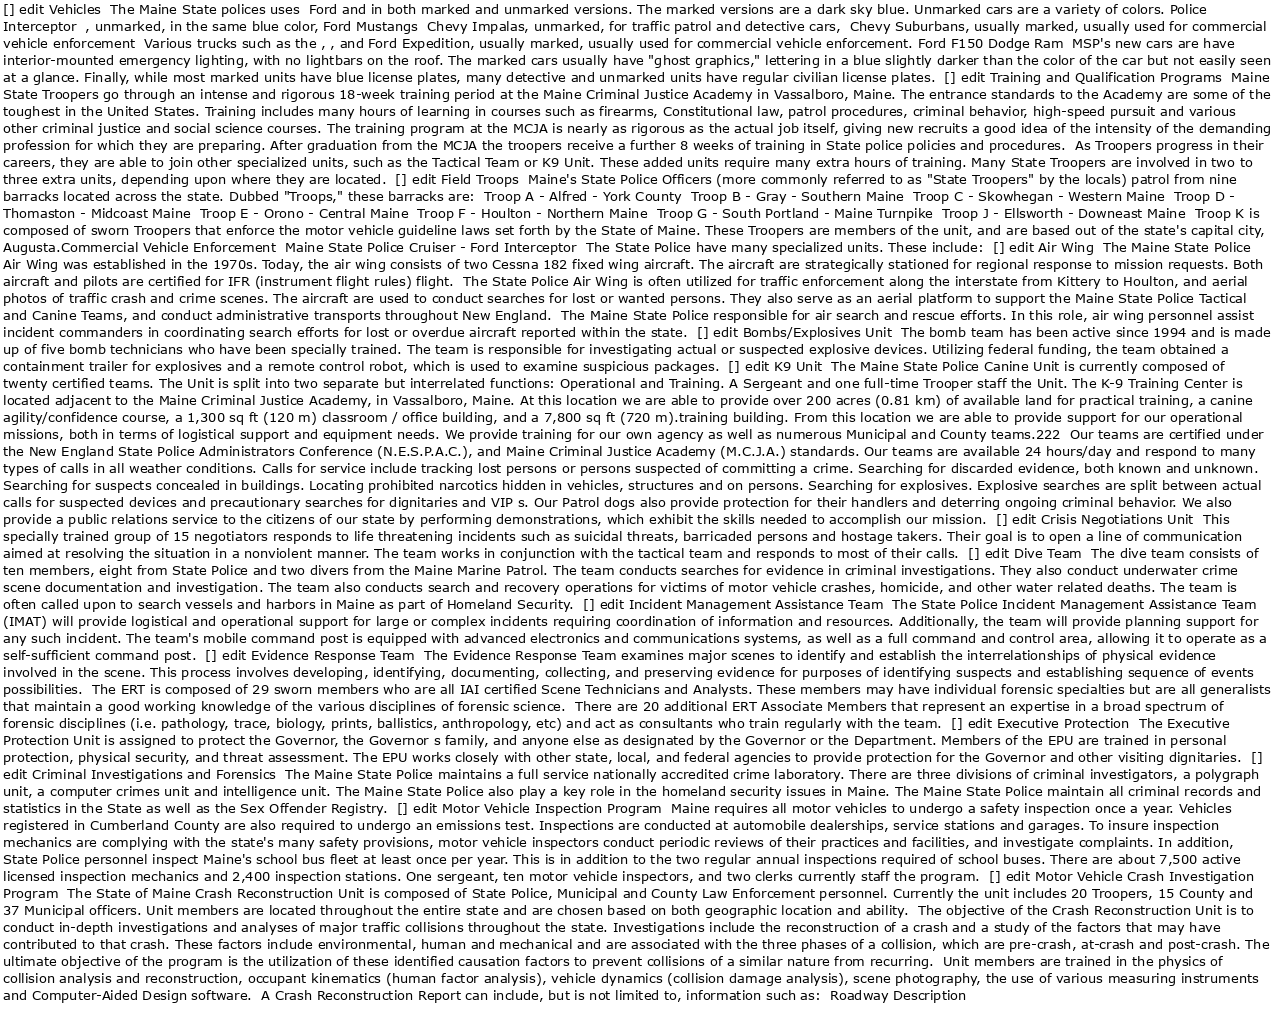 [] edit Vehicles  The Maine State polices uses  Ford and in both marked and unmarked versions. The marked versions are a dark sky blue. Unmarked cars are a variety of colors. Police
Interceptor  , unmarked, in the same blue color, Ford Mustangs  Chevy Impalas, unmarked, for traffic patrol and detective cars,  Chevy Suburbans, usually marked, usually used for commercial
vehicle enforcement  Various trucks such as the , , and Ford Expedition, usually marked, usually used for commercial vehicle enforcement. Ford F150 Dodge Ram  MSP's new cars are have
interior-mounted emergency lighting, with no lightbars on the roof. The marked cars usually have "ghost graphics," lettering in a blue slightly darker than the color of the car but not easily seen
at a glance. Finally, while most marked units have blue license plates, many detective and unmarked units have regular civilian license plates.  [] edit Training and Qualification Programs  Maine
State Troopers go through an intense and rigorous 18-week training period at the Maine Criminal Justice Academy in Vassalboro, Maine. The entrance standards to the Academy are some of the
toughest in the United States. Training includes many hours of learning in courses such as firearms, Constitutional law, patrol procedures, criminal behavior, high-speed pursuit and various
other criminal justice and social science courses. The training program at the MCJA is nearly as rigorous as the actual job itself, giving new recruits a good idea of the intensity of the demanding
profession for which they are preparing. After graduation from the MCJA the troopers receive a further 8 weeks of training in State police policies and procedures.  As Troopers progress in their
careers, they are able to join other specialized units, such as the Tactical Team or K9 Unit. These added units require many extra hours of training. Many State Troopers are involved in two to
three extra units, depending upon where they are located.  [] edit Field Troops  Maine's State Police Officers (more commonly referred to as "State Troopers" by the locals) patrol from nine
barracks located across the state. Dubbed "Troops," these barracks are:  Troop A - Alfred - York County  Troop B - Gray - Southern Maine  Troop C - Skowhegan - Western Maine  Troop D -
Thomaston - Midcoast Maine  Troop E - Orono - Central Maine  Troop F - Houlton - Northern Maine  Troop G - South Portland - Maine Turnpike  Troop J - Ellsworth - Downeast Maine  Troop K is
composed of sworn Troopers that enforce the motor vehicle guideline laws set forth by the State of Maine. These Troopers are members of the unit, and are based out of the state's capital city,
Augusta.Commercial Vehicle Enforcement  Maine State Police Cruiser - Ford Interceptor  The State Police have many specialized units. These include:  [] edit Air Wing  The Maine State Police
Air Wing was established in the 1970s. Today, the air wing consists of two Cessna 182 fixed wing aircraft. The aircraft are strategically stationed for regional response to mission requests. Both
aircraft and pilots are certified for IFR (instrument flight rules) flight.  The State Police Air Wing is often utilized for traffic enforcement along the interstate from Kittery to Houlton, and aerial
photos of traffic crash and crime scenes. The aircraft are used to conduct searches for lost or wanted persons. They also serve as an aerial platform to support the Maine State Police Tactical
and Canine Teams, and conduct administrative transports throughout New England.  The Maine State Police responsible for air search and rescue efforts. In this role, air wing personnel assist
incident commanders in coordinating search efforts for lost or overdue aircraft reported within the state.  [] edit Bombs/Explosives Unit  The bomb team has been active since 1994 and is made
up of five bomb technicians who have been specially trained. The team is responsible for investigating actual or suspected explosive devices. Utilizing federal funding, the team obtained a
containment trailer for explosives and a remote control robot, which is used to examine suspicious packages.  [] edit K9 Unit  The Maine State Police Canine Unit is currently composed of
twenty certified teams. The Unit is split into two separate but interrelated functions: Operational and Training. A Sergeant and one full-time Trooper staff the Unit. The K-9 Training Center is
located adjacent to the Maine Criminal Justice Academy, in Vassalboro, Maine. At this location we are able to provide over 200 acres (0.81 km) of available land for practical training, a canine
agility/confidence course, a 1,300 sq ft (120 m) classroom / office building, and a 7,800 sq ft (720 m).training building. From this location we are able to provide support for our operational
missions, both in terms of logistical support and equipment needs. We provide training for our own agency as well as numerous Municipal and County teams.222  Our teams are certified under
the New England State Police Administrators Conference (N.E.S.P.A.C.), and Maine Criminal Justice Academy (M.C.J.A.) standards. Our teams are available 24 hours/day and respond to many
types of calls in all weather conditions. Calls for service include tracking lost persons or persons suspected of committing a crime. Searching for discarded evidence, both known and unknown.
Searching for suspects concealed in buildings. Locating prohibited narcotics hidden in vehicles, structures and on persons. Searching for explosives. Explosive searches are split between actual
calls for suspected devices and precautionary searches for dignitaries and VIP s. Our Patrol dogs also provide protection for their handlers and deterring ongoing criminal behavior. We also
provide a public relations service to the citizens of our state by performing demonstrations, which exhibit the skills needed to accomplish our mission.  [] edit Crisis Negotiations Unit  This
specially trained group of 15 negotiators responds to life threatening incidents such as suicidal threats, barricaded persons and hostage takers. Their goal is to open a line of communication
aimed at resolving the situation in a nonviolent manner. The team works in conjunction with the tactical team and responds to most of their calls.  [] edit Dive Team  The dive team consists of
ten members, eight from State Police and two divers from the Maine Marine Patrol. The team conducts searches for evidence in criminal investigations. They also conduct underwater crime
scene documentation and investigation. The team also conducts search and recovery operations for victims of motor vehicle crashes, homicide, and other water related deaths. The team is
often called upon to search vessels and harbors in Maine as part of Homeland Security.  [] edit Incident Management Assistance Team  The State Police Incident Management Assistance Team
(IMAT) will provide logistical and operational support for large or complex incidents requiring coordination of information and resources. Additionally, the team will provide planning support for
any such incident. The team's mobile command post is equipped with advanced electronics and communications systems, as well as a full command and control area, allowing it to operate as a
self-sufficient command post.  [] edit Evidence Response Team  The Evidence Response Team examines major scenes to identify and establish the interrelationships of physical evidence
involved in the scene. This process involves developing, identifying, documenting, collecting, and preserving evidence for purposes of identifying suspects and establishing sequence of events
possibilities.  The ERT is composed of 29 sworn members who are all IAI certified Scene Technicians and Analysts. These members may have individual forensic specialties but are all generalists
that maintain a good working knowledge of the various disciplines of forensic science.  There are 20 additional ERT Associate Members that represent an expertise in a broad spectrum of
forensic disciplines (i.e. pathology, trace, biology, prints, ballistics, anthropology, etc) and act as consultants who train regularly with the team.  [] edit Executive Protection  The Executive
Protection Unit is assigned to protect the Governor, the Governor s family, and anyone else as designated by the Governor or the Department. Members of the EPU are trained in personal
protection, physical security, and threat assessment. The EPU works closely with other state, local, and federal agencies to provide protection for the Governor and other visiting dignitaries.  []
edit Criminal Investigations and Forensics  The Maine State Police maintains a full service nationally accredited crime laboratory. There are three divisions of criminal investigators, a polygraph
unit, a computer crimes unit and intelligence unit. The Maine State Police also play a key role in the homeland security issues in Maine. The Maine State Police maintain all criminal records and
statistics in the State as well as the Sex Offender Registry.  [] edit Motor Vehicle Inspection Program  Maine requires all motor vehicles to undergo a safety inspection once a year. Vehicles
registered in Cumberland County are also required to undergo an emissions test. Inspections are conducted at automobile dealerships, service stations and garages. To insure inspection
mechanics are complying with the state's many safety provisions, motor vehicle inspectors conduct periodic reviews of their practices and facilities, and investigate complaints. In addition,
State Police personnel inspect Maine's school bus fleet at least once per year. This is in addition to the two regular annual inspections required of school buses. There are about 7,500 active
licensed inspection mechanics and 2,400 inspection stations. One sergeant, ten motor vehicle inspectors, and two clerks currently staff the program.  [] edit Motor Vehicle Crash Investigation
Program  The State of Maine Crash Reconstruction Unit is composed of State Police, Municipal and County Law Enforcement personnel. Currently the unit includes 20 Troopers, 15 County and
37 Municipal officers. Unit members are located throughout the entire state and are chosen based on both geographic location and ability.  The objective of the Crash Reconstruction Unit is to
conduct in-depth investigations and analyses of major traffic collisions throughout the state. Investigations include the reconstruction of a crash and a study of the factors that may have
contributed to that crash. These factors include environmental, human and mechanical and are associated with the three phases of a collision, which are pre-crash, at-crash and post-crash. The
ultimate objective of the program is the utilization of these identified causation factors to prevent collisions of a similar nature from recurring.  Unit members are trained in the physics of
collision analysis and reconstruction, occupant kinematics (human factor analysis), vehicle dynamics (collision damage analysis), scene photography, the use of various measuring instruments
and Computer-Aided Design software.  A Crash Reconstruction Report can include, but is not limited to, information such as:  Roadway Description